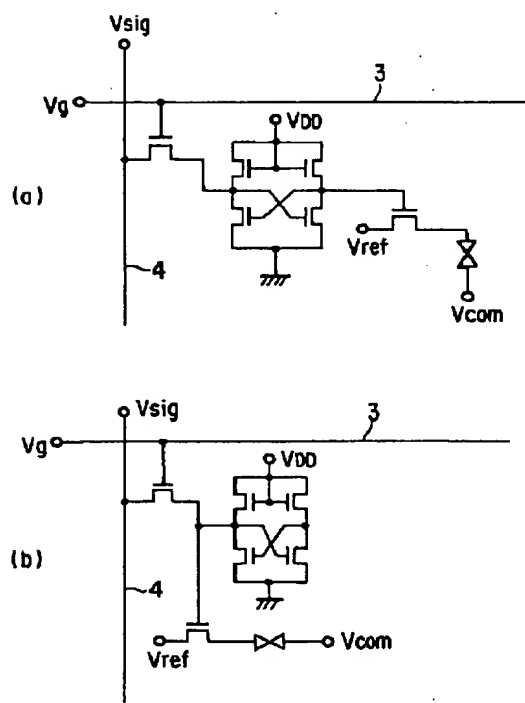 Vsig
Vg
3
VDD
(a)
Vref
4
Vcom
Vsig
Vg
3
VDD
(b)
4
Vref
Vcom